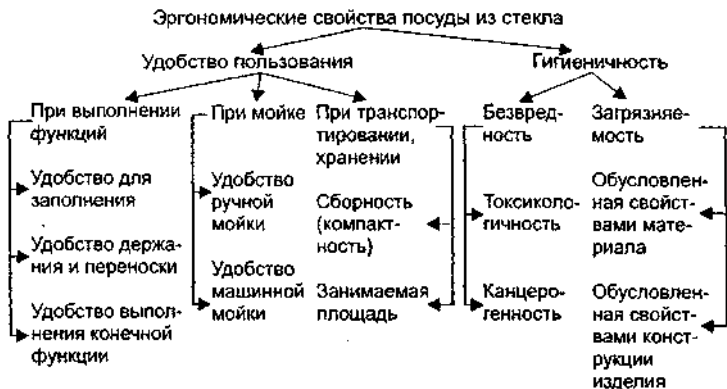 Эргономические свойства посуды из стекла
Удобство пользования
Гигиеничность
При выполнении
функций
Удобство для
заполнения
Удобство держа-
ния и переноски
Удобство выпол-
нения конечной
функции
При мойке
Удобство
ручной
мойки
Удобство
машинной
мойки
При транспор-
тировании,
хранении
Сборность
(компакт-
ность)
Занимаемая
площадь
Безвред-
ность
Токсиколо-
гичность
Канцеро-
генность
Загрязняе-
мость
Обусловлен-
ная свойст-
вами мате-
риала
Обусловлен-
ная свойст-
вами конст-
рукции
изделия